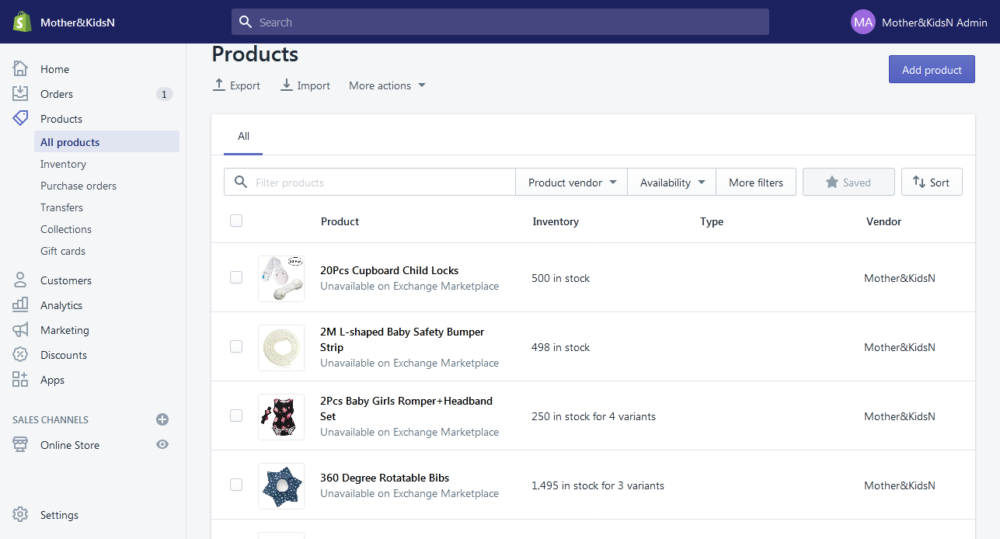 Mother&KidsN
Search
MA
Mother&KidsN Admin
Home
Orders
1
Products
All products
Inventory
Purchase orders
Transfers
Collections
Gift cards
Customers
Analytics
Marketing
Discounts
Apps
SALES CHANNELS
Online Store
Settings
Products
Export
Import
More actions
Add product
All
Filter products
Product vendor
Availability
More filters
Saved
Sort
Product
Inventory
Type
Vendor
20Pcs Cupboard Child Locks
Unavailable on Exchange Marketplace
500 in stock
Mother&KidsN
2M L-shaped Baby Safety Bumper
Strip
Unavailable on Exchange Marketplace
498 in stock
Mother&KidsN
2Pcs Baby Girls Romper+Headband
Set
Unavailable on Exchange Marketplace
250 in stock for 4 variants
Mother&KidsN
360 Degree Rotatable Bibs
Unavailable on Exchange Marketplace
1,495 in stock for 3 variants
Mother&KidsN